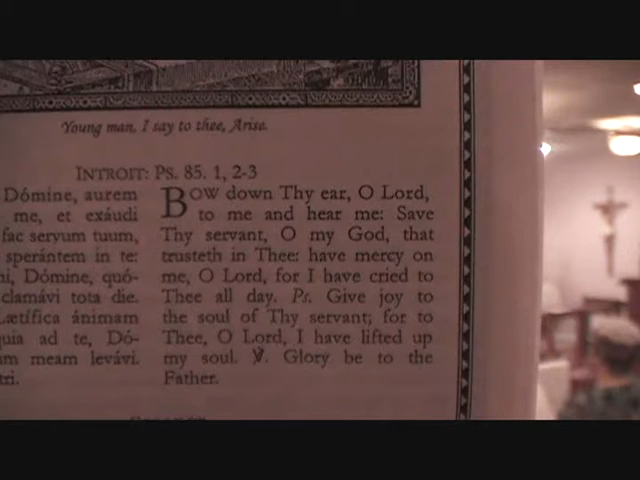 Young man, I say to thee, Arise.
INTROIT: PS. 85. 1, 2-3
Dómine, aurem
me, et exáudi
fac servum tuum,
sperántem in te:
Dómine, quó-
clamávi tota die.
Lætífica ánimam
ad te, Dó-
meam levávi.
BOW down Thy ear, O Lord,
to me and hear me: Save
Thy servant, O my God, that
trusteth in Thee: have mercy on
me, O Lord, for I have cried to
Thee all day. Ps. Give joy to
the soul of Thy servant; for to
Thee, O Lord, I have lifted up
my soul. ℣. Glory be to the
Father.